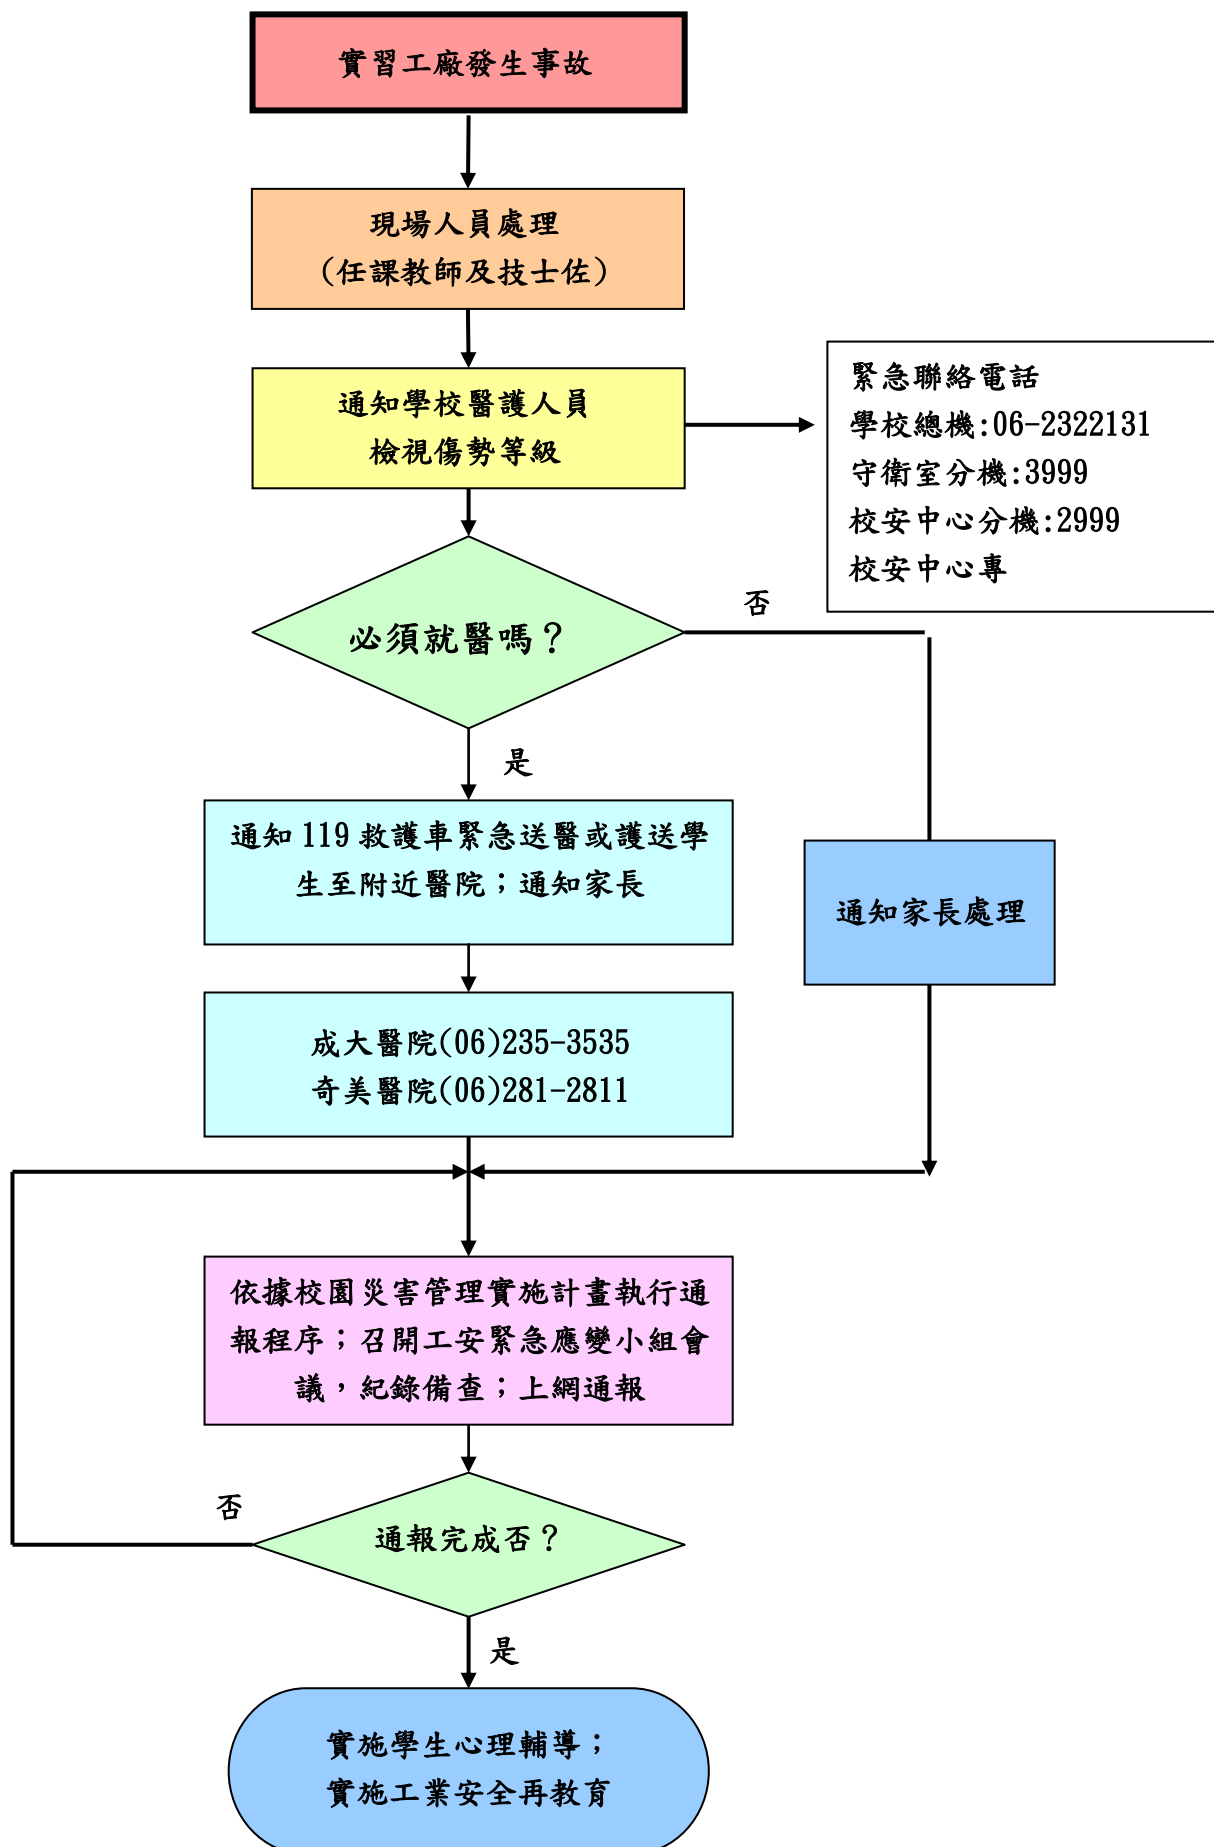 實習工廠發生事故
現場人員處理
(任課教師及技士佐)
通知學校醫護人員
檢視傷勢等級
緊急聯絡電話
學校總機:06-2322131
守衛室分機:3999
校安中心分機:2999
校安中心專
必須就醫嗎？
否
是
通知 119 救護車緊急送醫或護送學
生至附近醫院；通知家長
通知家長處理
成大醫院(06)235-3535
奇美醫院(06)281-2811
依據校園災害管理實施計畫執行通
報程序；召開工安緊急應變小組會
議，紀錄備查；上網通報
否
通報完成否？
是
實施學生心理輔導；
實施工業安全再教育